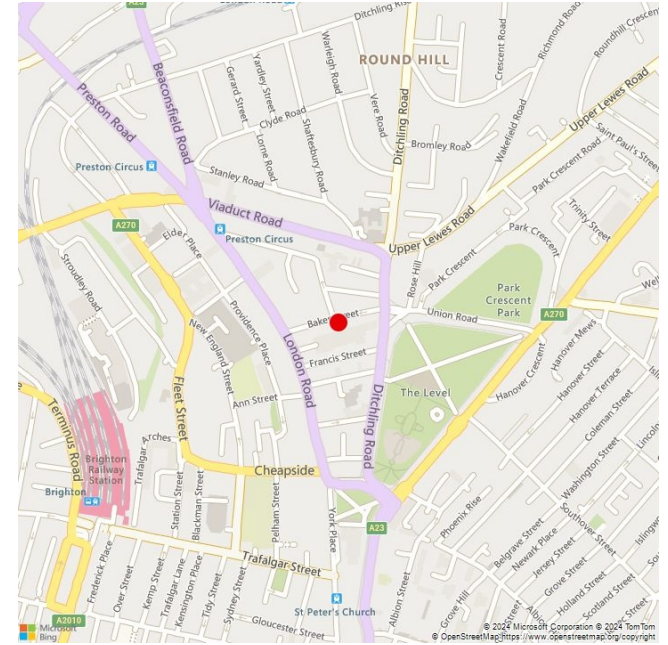 A23
Ditchling Ris
ROUND HILL
Preston Road
Beaconsfield Road
Gerard Street
Yardley Street
Warleigh Road
Crescent Road
Richmond Road
Roundhill Crescent
Clyde Road
Vere Road
Lorne Road
Shaftesbury Road
Ditchling Road
Bromley Road
Wakefield Road
Upper Lewes Road
Saint Paul's Street
Preston Circus
Stanley Road
Park Crescent Road
Trinity Street
Viaduct Road
A270
Elder Place
Preston Circus
Upper Lewes Road
Park Crescent
Park Crescent
Rose Hill
Stroudley Road
Park
Crescent
Park
Providence Place
New England Street
Baker Street
Union Road
A270
Hanover Mews
Francis Street
London Road
Hanover Crescent
Hanover Street
Hanover Terrace
Coleman Street
Fleet Street
Ann Street
Ditchling Road
The Level
Terminus Road
Lincoln
Washington Street
Brighton
Railway
Station
Trafalgar Arches
Cheapside
Brighton
Station Street
Blackman Street
Pelham Street
York Place
A23
Phoenix Rise
Southover Street
Islingwo
Belgrave Street
Newark Place
Jersey Street
Grove Street
Holland Street
Scotland Street
Frederick Place
Over Street
Kemp Street
Trafalgar Lane
Kensington Place
Tidy Street
Sydney Street
Trafalgar Street
St Peter's Church
Albion Street
Grove Hill
Gloucester Street
A2010
Microsoft
Bing
© 2024 Microsoft Corporation © 2024 TomTom
© OpenStreetMap https://www.openstreetmap.org/copyright